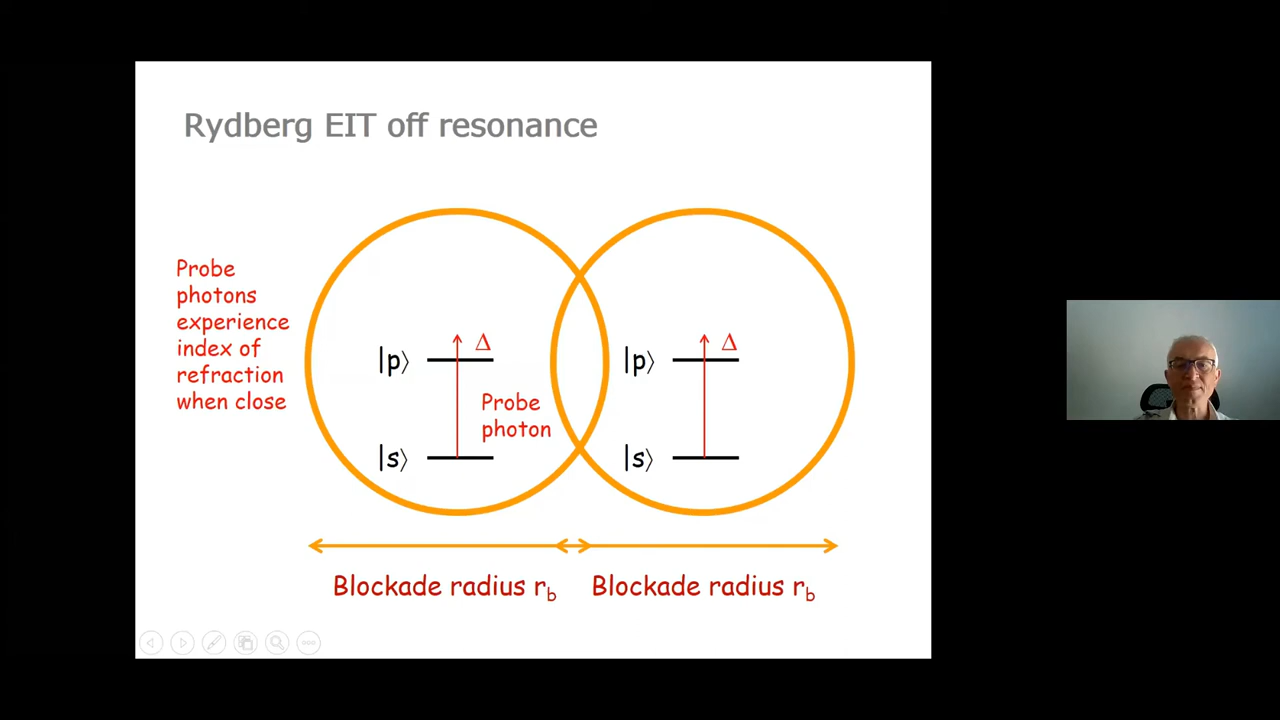 Rydberg EIT off resonance
Probe
photons
experience
index of
refraction
when close
|p⟩
Δ
Probe
photon
|s⟩
|p⟩
Δ
|s⟩
Blockade radius r_b
Blockade radius r_b